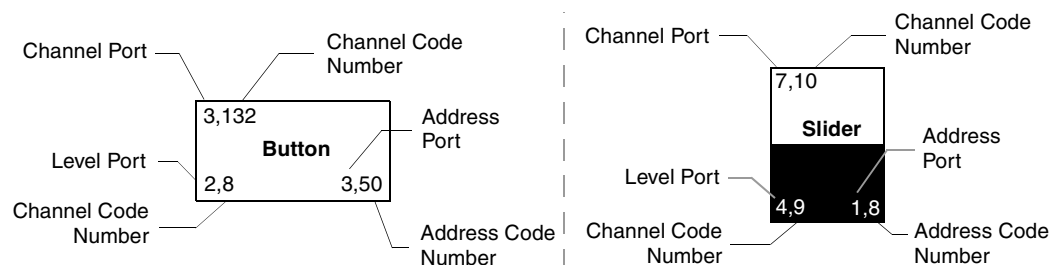 Channel Port
Channel Code
Number
3,132
Address
Port
Button
Level Port
2,8
3,50
Channel Code
Number
Address Code
Number
Channel Port
Channel Code
Number
7,10
Slider
Address
Port
Level Port
4,9
1,8
Channel Code
Number
Address Code
Number